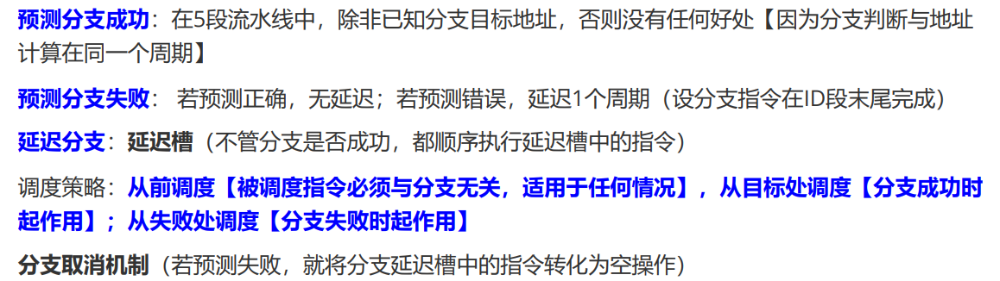 预测分支成功：在5段流水线中，除非已知分支目标地址，否则没有任何好处【因为分支判断与地址
计算在同一个周期】
预测分支失败： 若预测正确，无延迟；若预测错误，延迟1个周期（设分支指令在ID段末尾完成）
延迟分支：延迟槽（不管分支是否成功，都顺序执行延迟槽中的指令）
调度策略：从前调度【被调度指令必须与分支无关，适用于任何情况】，从目标处调度【分支成功时
起作用】；从失败处调度【分支失败时起作用】
分支取消机制（若预测失败，就将分支延迟槽中的指令转化为空操作）